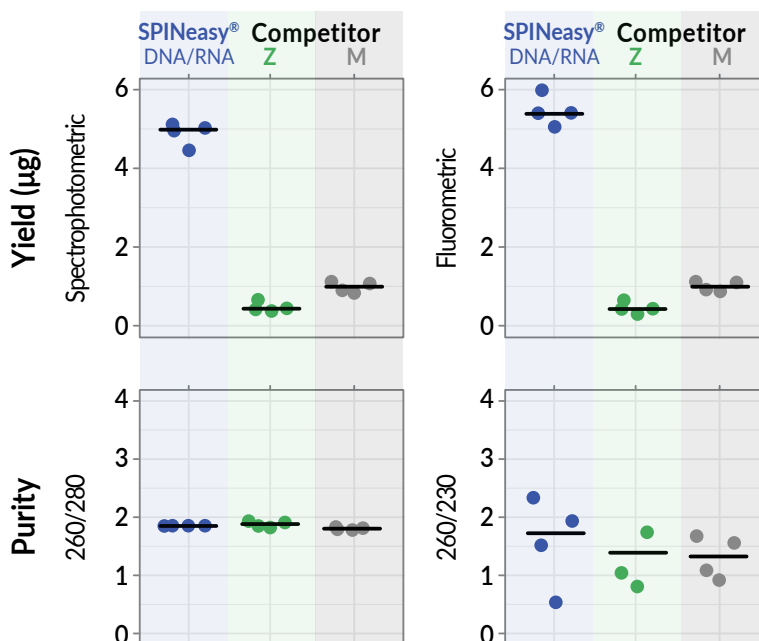 SPINeasy® Competitor
DNA/RNA Z M
SPINeasy® Competitor
DNA/RNA Z M
Yield (µg)
Spectrophotometric
6
4
2
0
Fluorometric
6
4
2
0
Purity
260/280
4
3
2
1
0
260/230
4
3
2
1
0